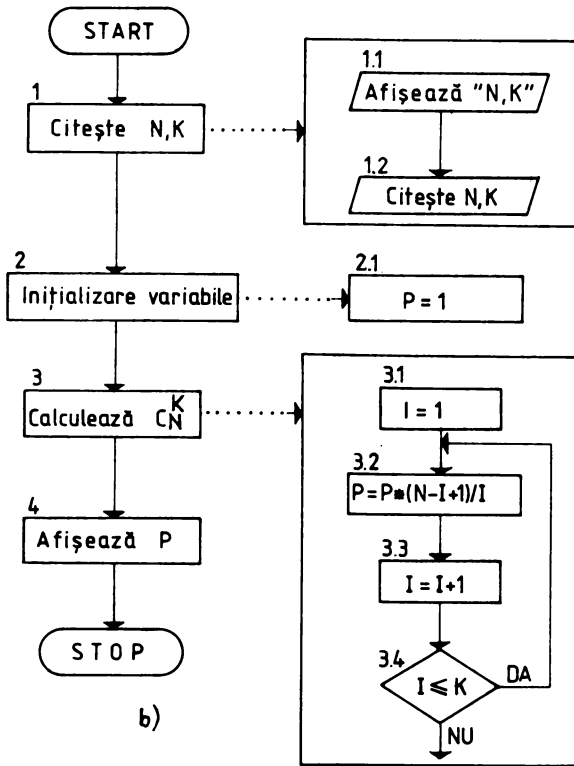 START
1
Citește N,K
1.1
Afișează "N,K"
1.2
Citește N,K
2
Inițializare variabile
2.1
P = 1
3
Calculează C_N^K
3.1
I = 1
3.2
P=P*(N-I+1)/I
3.3
I = I+1
3.4
I ⩽ K
DA
NU
4
Afișează P
STOP
b)